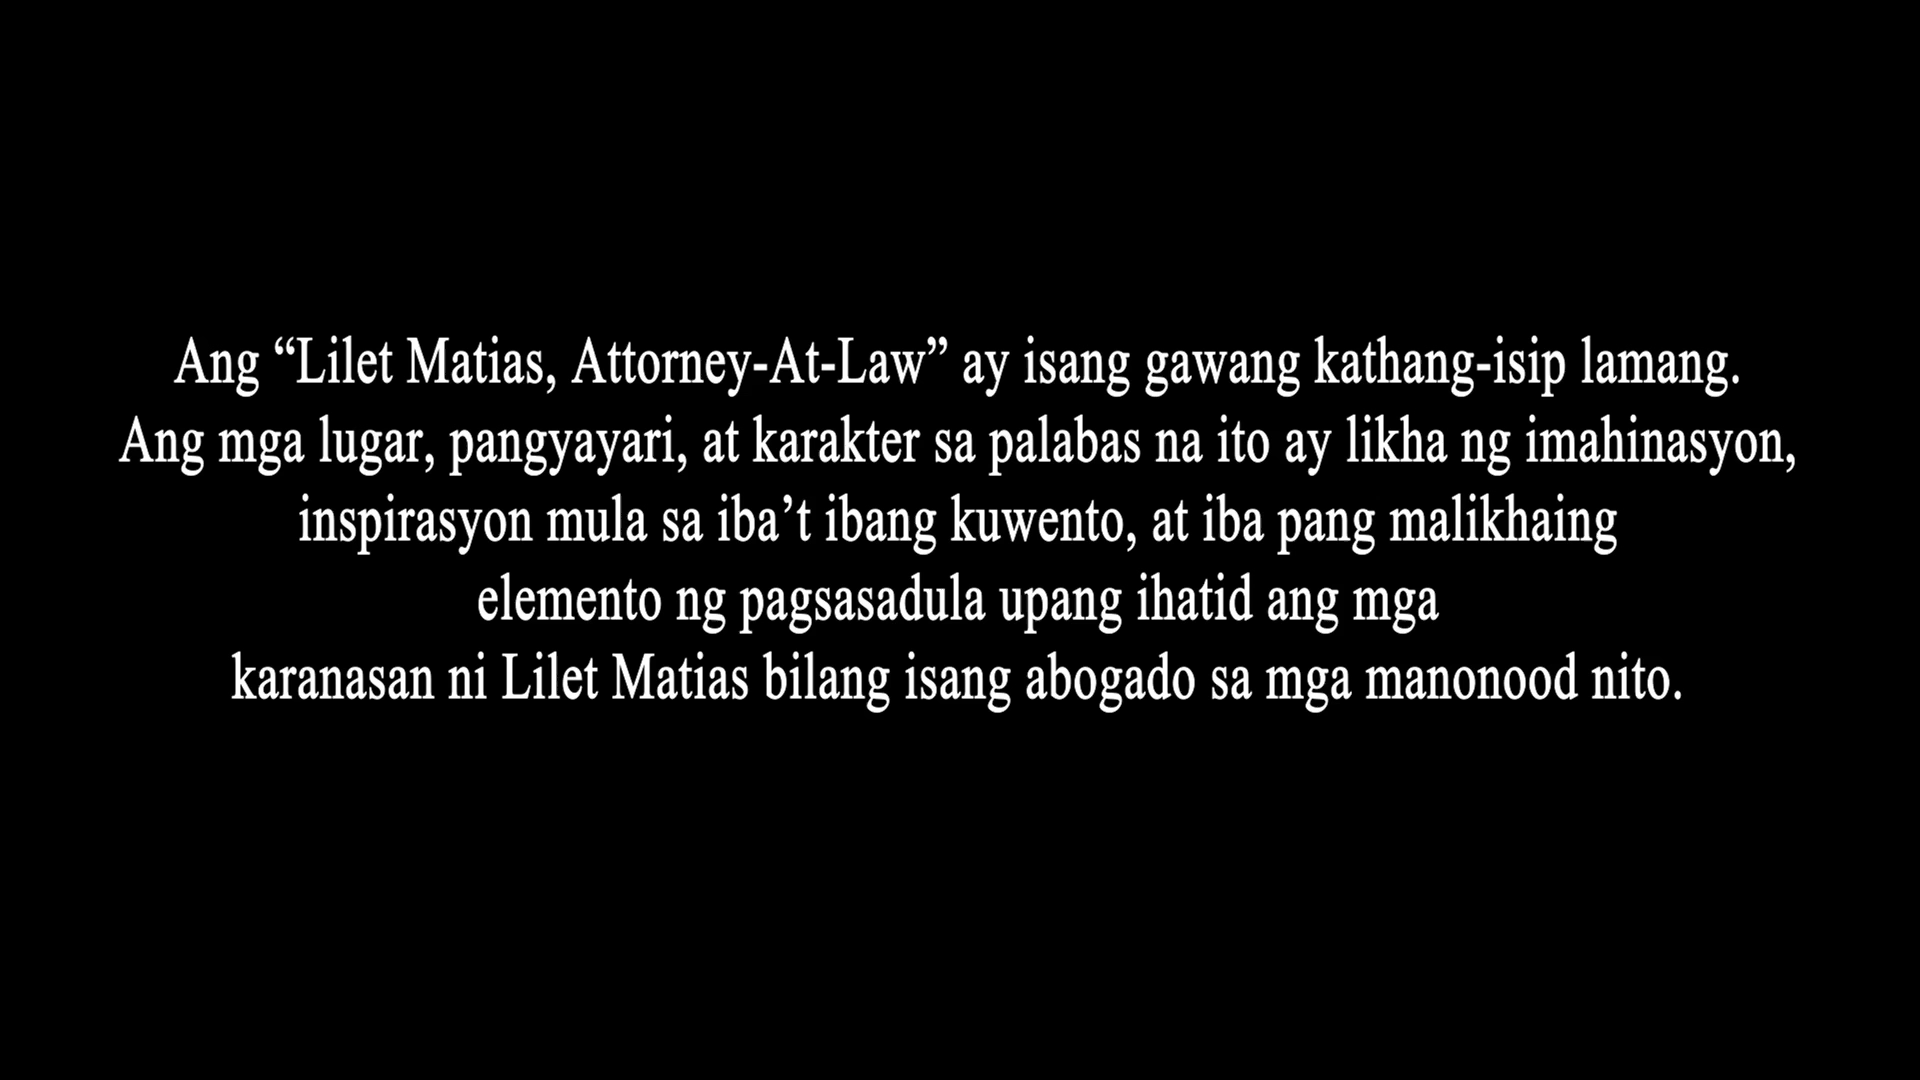 Ang “Lilet Matias, Attorney-At-Law” ay isang gawang kathang-isip lamang.
Ang mga lugar, pangyayari, at karakter sa palabas na ito ay likha ng imahinasyon,
inspirasyon mula sa iba’t ibang kuwento, at iba pang malikhaing
elemento ng pagsasadula upang ihatid ang mga
karanasan ni Lilet Matias bilang isang abogado sa mga manonood nito.